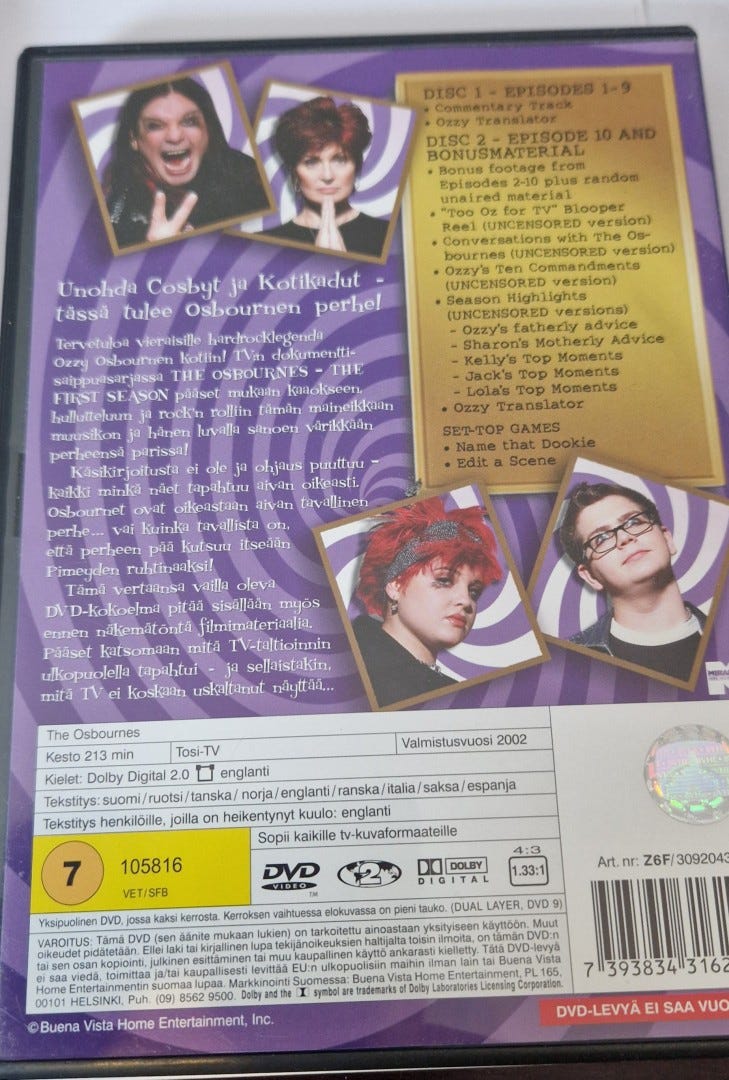 DISC 1 - EPISODES 1-9
• Commentary Track
• Ozzy Translator
DISC 2 - EPISODE 10 AND
BONUSMATERIAL
• Bonus footage from
Episodes 2-10 plus random
unaired material
• "Too Oz for TV" Blooper
Reel (UNCENSORED version)
• Conversations with The Os-
bournes (UNCENSORED version)
• Ozzy's Ten Commandments
(UNCENSORED version)
• Season Highlights
(UNCENSORED versions)
- Ozzy's fatherly advice
- Sharon's Motherly Advice
- Kelly's Top Moments
- Jack's Top Moments
- Lola's Top Moments
• Ozzy Translator
SET-TOP GAMES
• Name that Dookie
• Edit a Scene
Unohda Cosbyt ja Kotikadut -
tässä tulee Osbournen perhe!
Tervetuloa vieraisille hardrocklegenda
Ozzy Osbournen kotiin! TV:n dokumentti-
saippuasarjassa THE OSBOURNES - THE
FIRST SEASON pääset mukaan kaaokseen,
hullutteluun ja rock'n rolliin tämän maineikkaan
muusikon ja hänen luvalla sanoen värikkään
perheensä parissa!
Käsikirjoitusta ei ole ja ohjaus puuttuu -
kaikki minkä näet tapahtuu aivan oikeasti.
Osbournet ovat oikeastaan aivan tavallinen
perhe... vai kuinka tavallista on,
että perheen pää kutsuu itseään
Pimeyden ruhtinaaksi!
Tämä vertaansa vailla oleva
DVD-kokoelma pitää sisällään myös
ennen näkemätöntä filmimateriaalia.
Pääset katsomaan mitä TV-taltioinnin
ulkopuolella tapahtui - ja sellaistakin,
mitä TV ei koskaan uskaltanut näyttää...
The Osbournes
Kesto 213 min Tosi-TV Valmistusvuosi 2002
Kielet: Dolby Digital 2.0 englanti
Tekstitys: suomi/ruotsi/tanska/norja/englanti/ranska/italia/saksa/espanja
Tekstitys henkilöille, joilla on heikentynyt kuulo: englanti
Sopii kaikille tv-kuvaformaateille
7 105816
VET/SFB
DVD VIDEO TM
2
DOLBY DIGITAL
4:3
1.33:1
Art. nr: Z6F/3092043
7 393834 3162
Yksipuolinen DVD, jossa kaksi kerrosta. Kerroksen vaihtuessa elokuvassa on pieni tauko. (DUAL LAYER, DVD 9)
VAROITUS: Tämä DVD (sen äänite mukaan lukien) on tarkoitettu ainoastaan yksityiseen käyttöön. Muut
oikeudet pidätetään. Ellei laki tai kirjallinen lupa tekijänoikeuksien haltijalta toisin ilmoita, on tämän DVD:n
tai sen osan kopiointi, julkinen esittäminen tai muu kaupallinen käyttö ankarasti kielletty. Tätä DVD-levyä
ei saa viedä, toimittaa ja/tai kaupallisesti levittää EU:n ulkopuolisiin maihin ilman lain tai Buena Vista
Home Entertainmentin suomaa lupaa. Markkinointi Suomessa: Buena Vista Home Entertainment, PL 165,
00101 HELSINKI, Puh. (09) 8562 9500. Dolby and the symbol are trademarks of Dolby Laboratories Licensing Corporation.
DVD-LEVYÄ EI SAA VUO
©Buena Vista Home Entertainment, Inc.